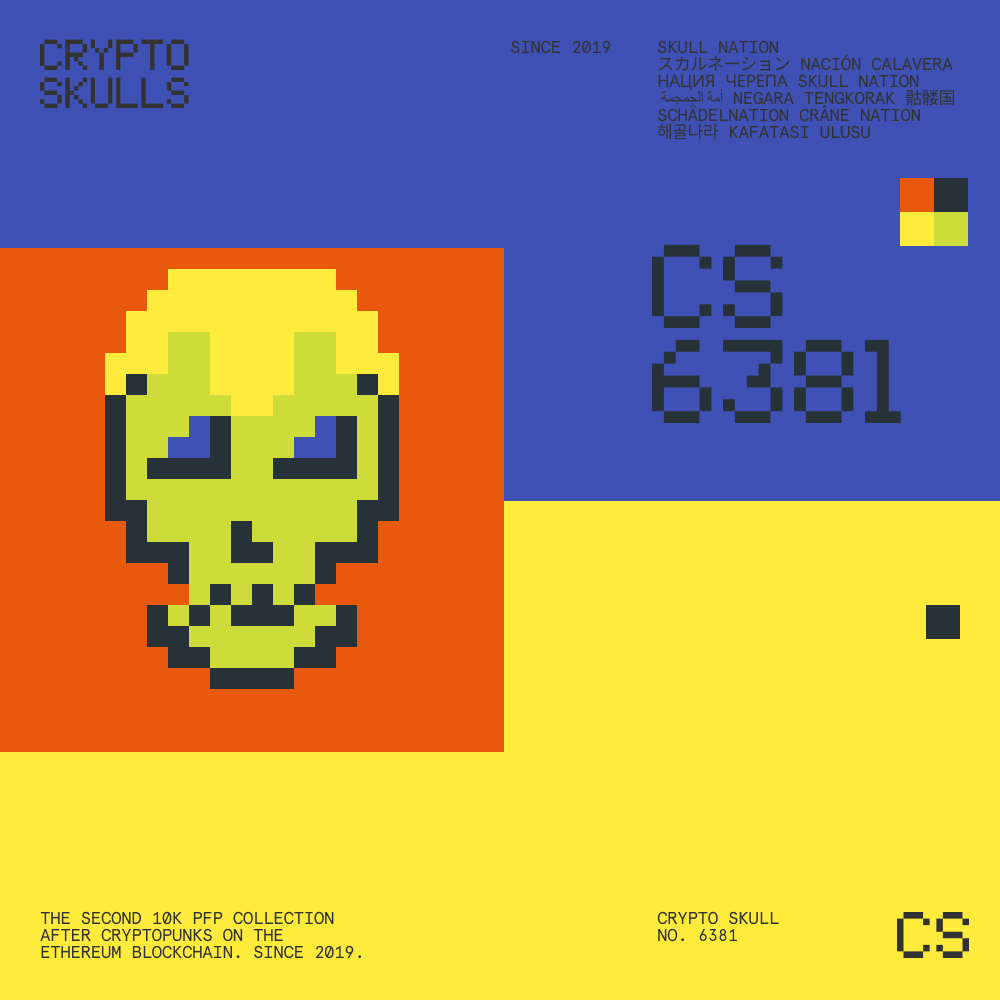 CRYPTO
SKULLS
SINCE 2019
SKULL NATION
スカルネーション NACIÓN CALAVERA
НАЦИЯ ЧЕРЕПА SKULL NATION
أمة الجمجمة NEGARA TENGKORAK 骷髅国
SCHÄDELNATION CRÂNE NATION
해골나라 KAFATASI ULUSU
CS
6381
THE SECOND 10K PFP COLLECTION
AFTER CRYPTOPUNKS ON THE
ETHEREUM BLOCKCHAIN. SINCE 2019.
CRYPTO SKULL
NO. 6381
CS